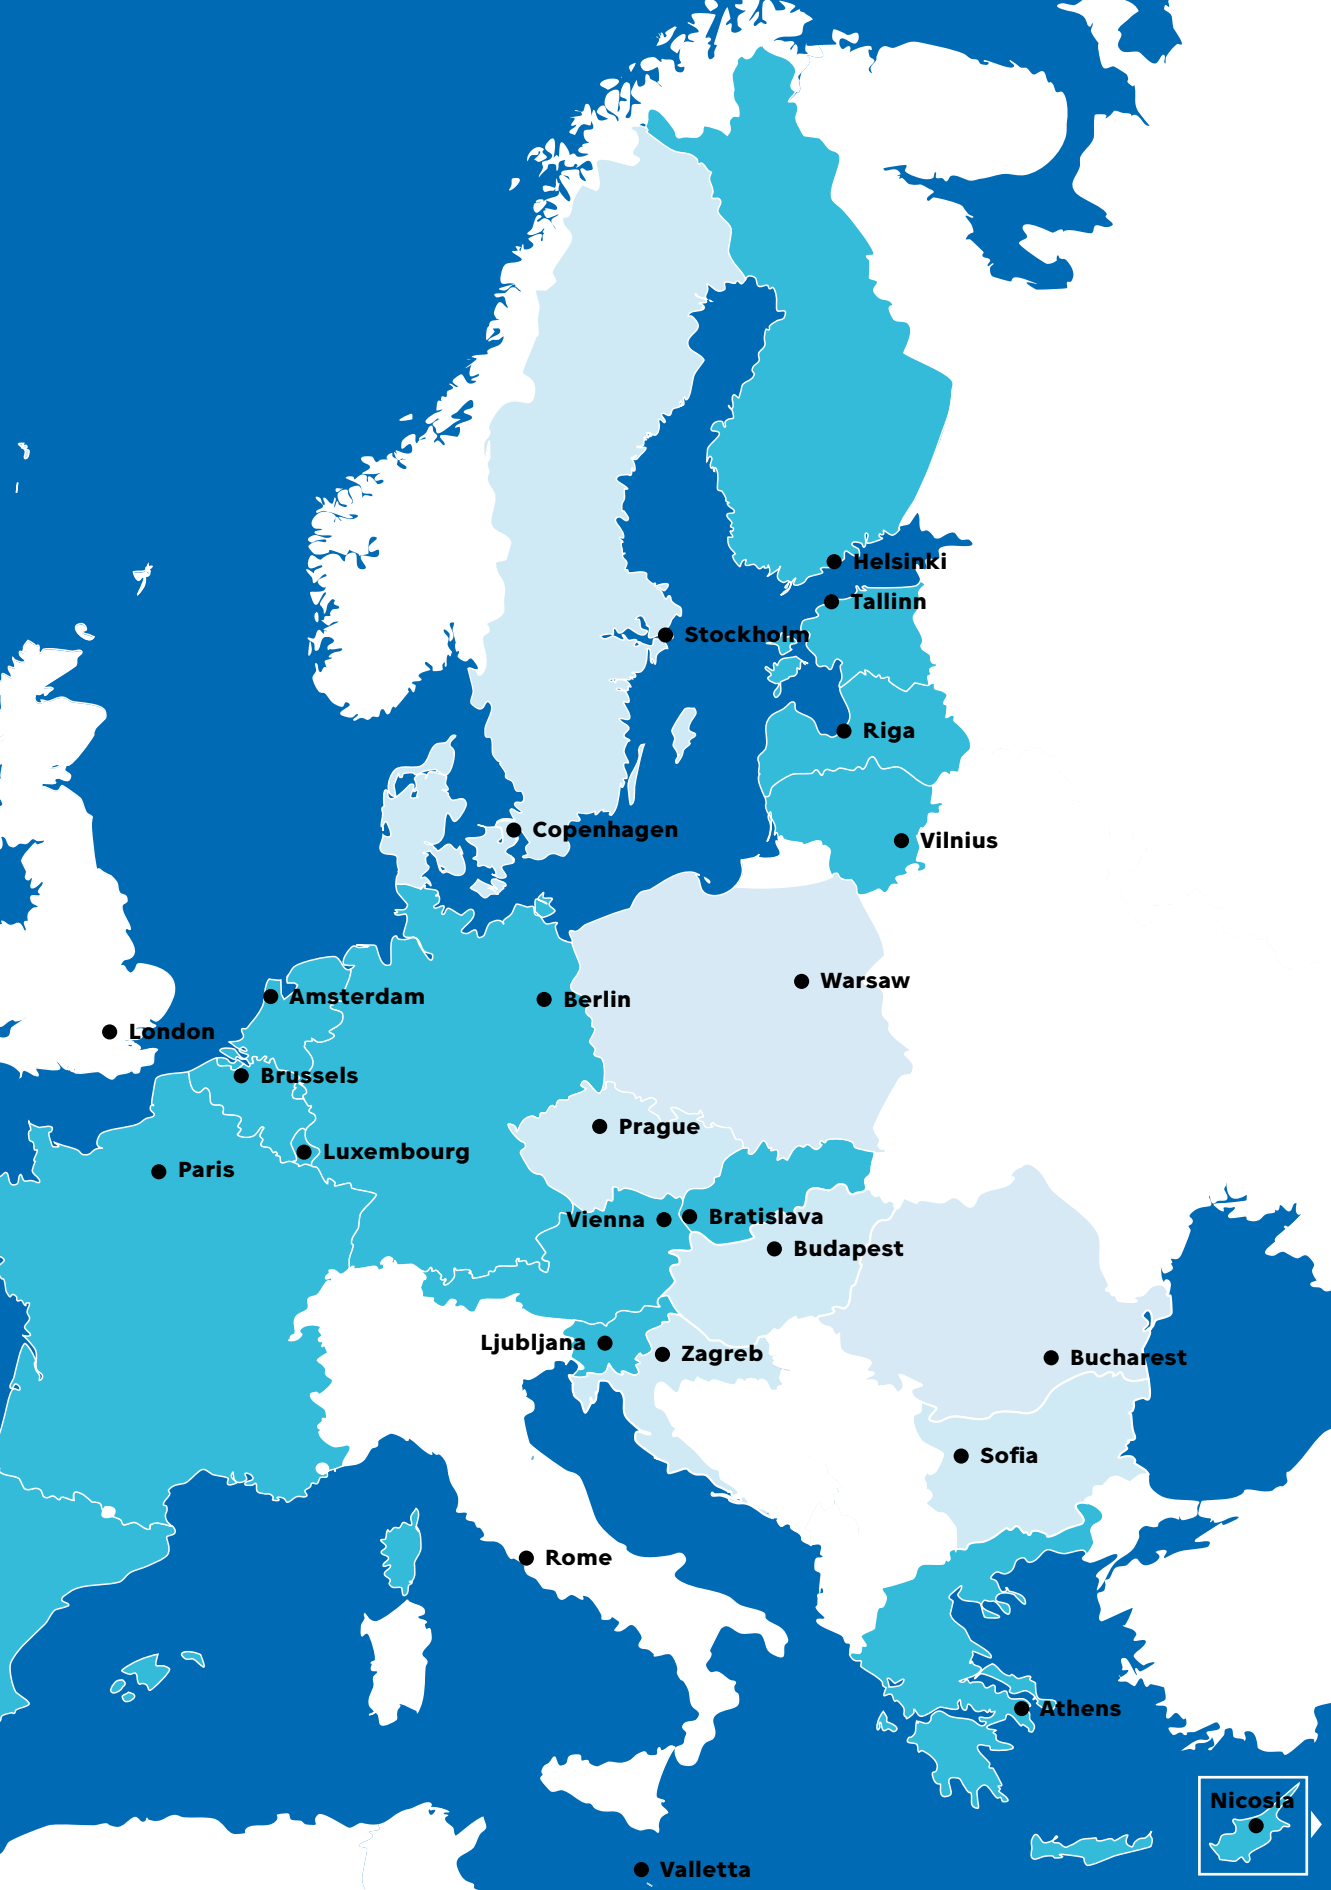 Helsinki
Tallinn
Stockholm
Riga
Copenhagen
Vilnius
Warsaw
Amsterdam
Berlin
London
Brussels
Prague
Luxembourg
Paris
Vienna
Bratislava
Budapest
Ljubljana
Zagreb
Bucharest
Sofia
Rome
Athens
Nicosia
Valletta